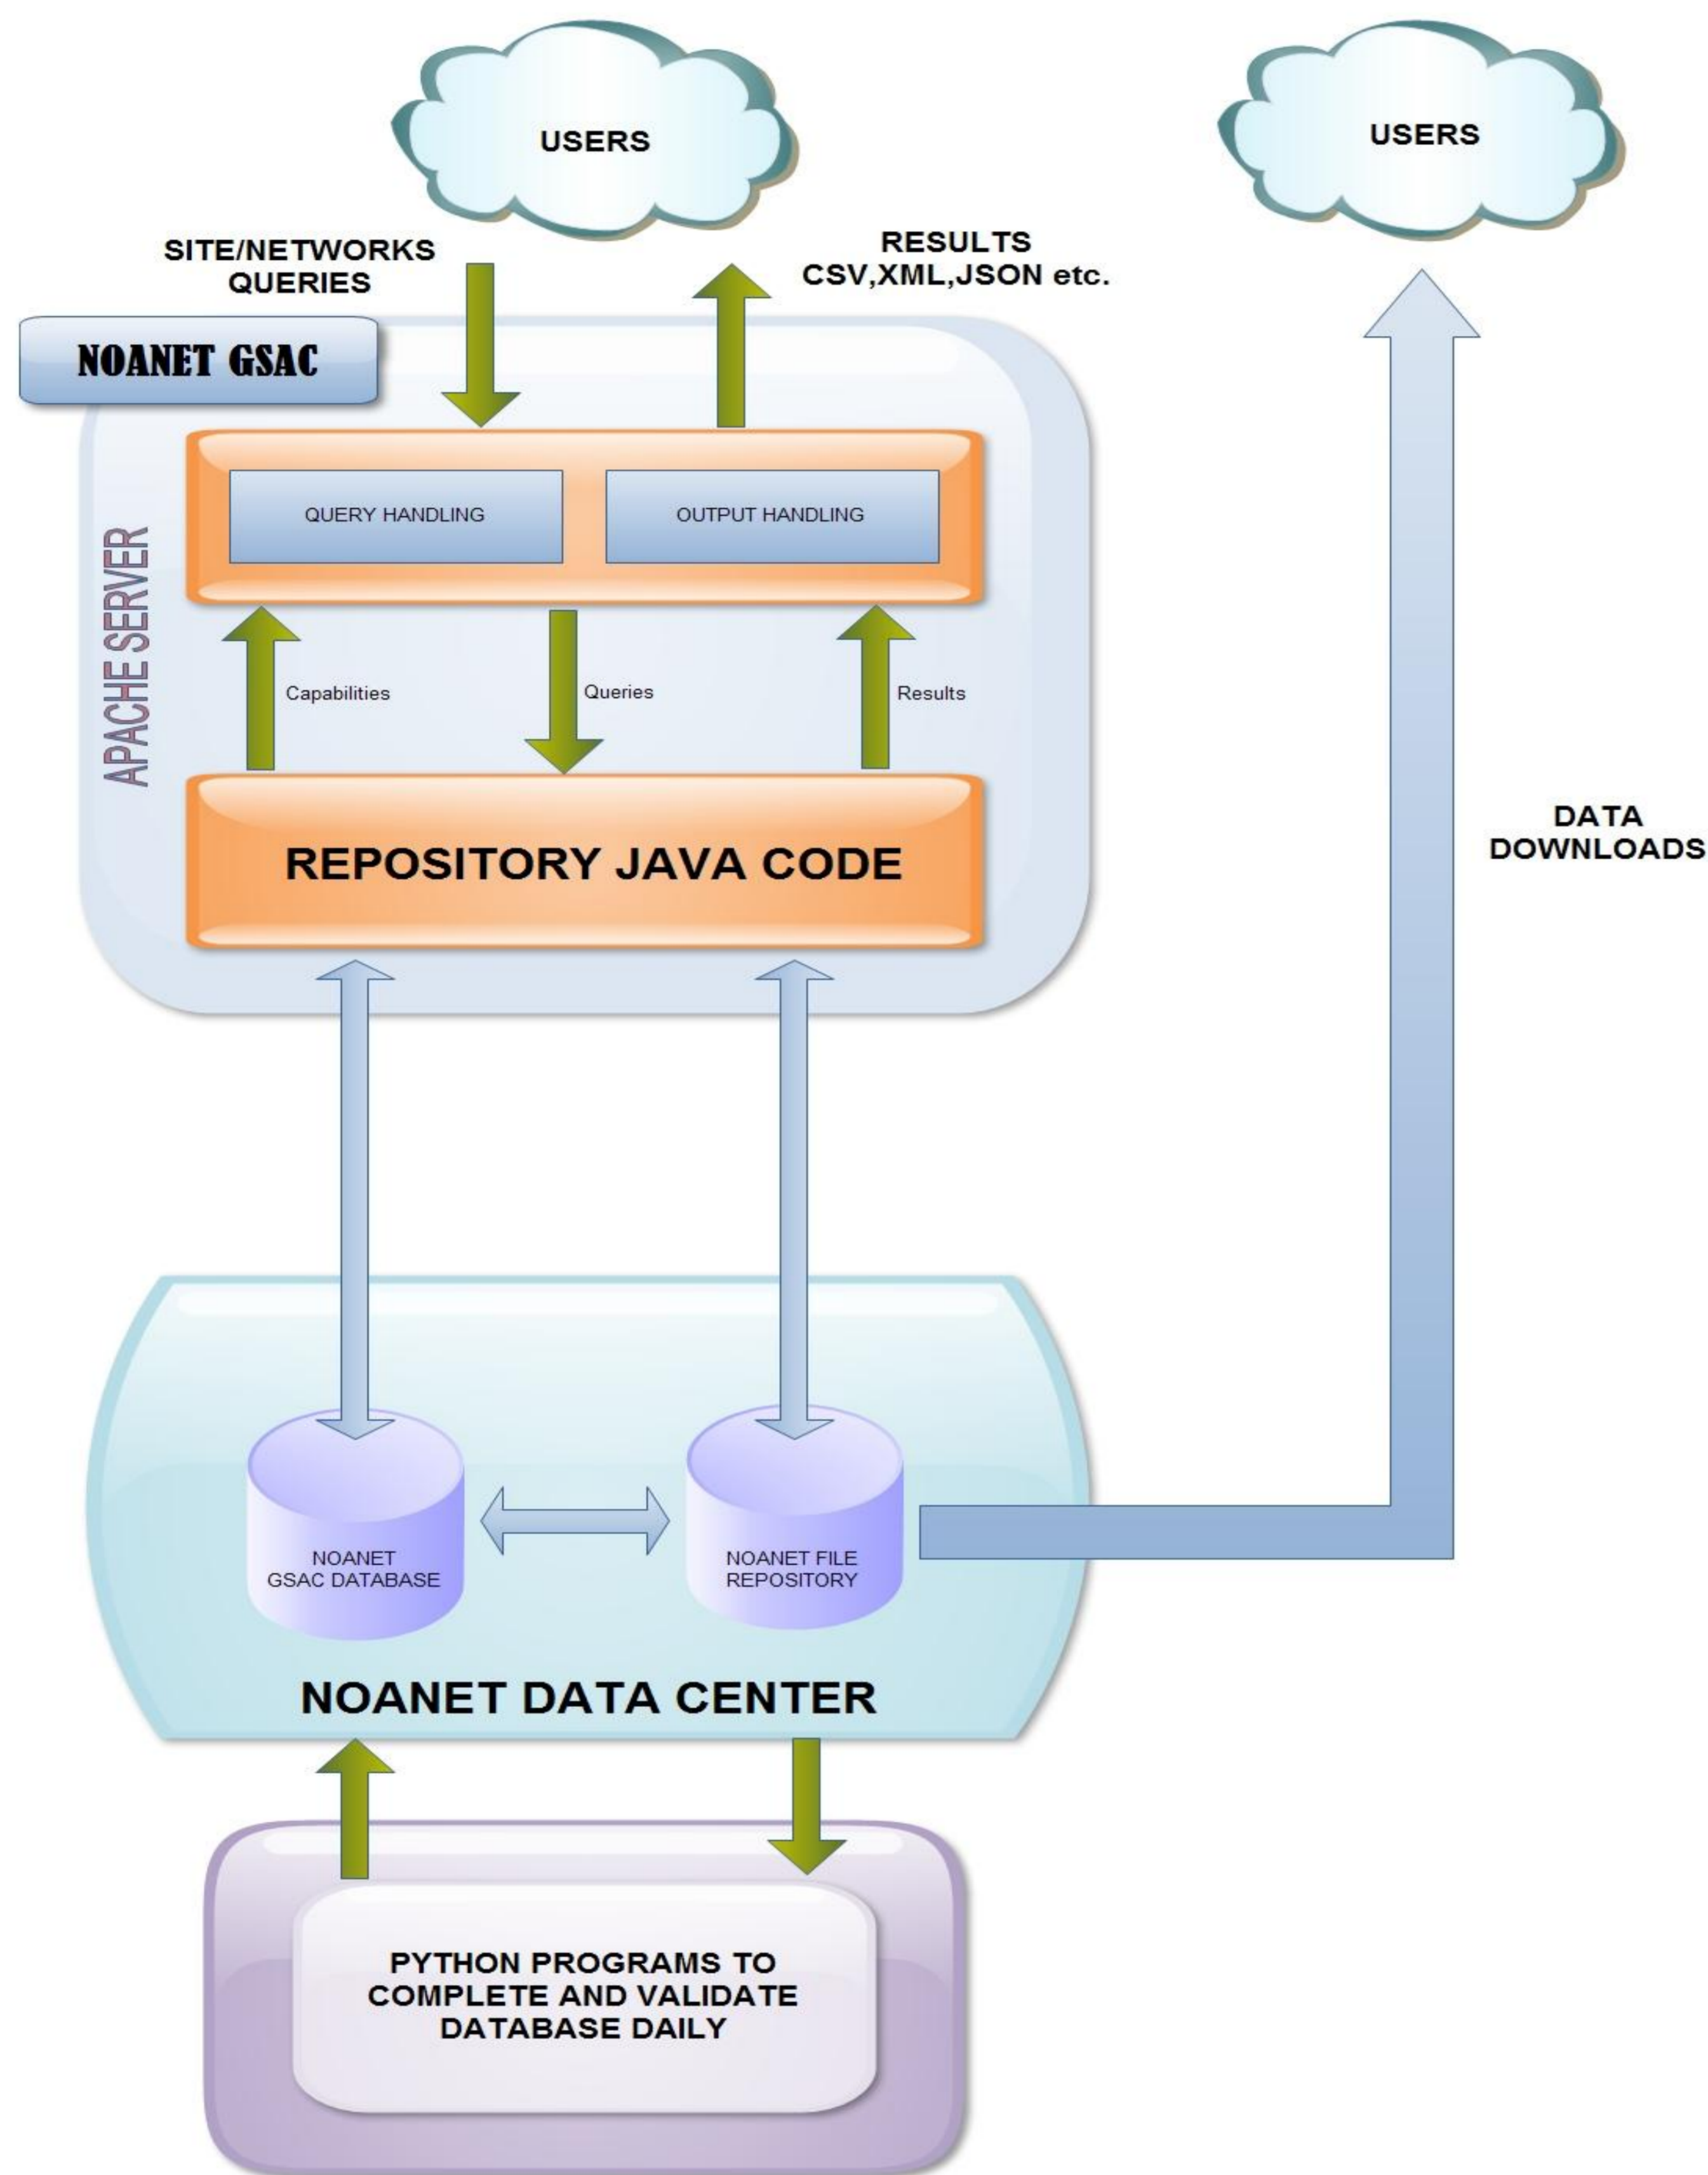 USERS
USERS
SITE/NETWORKS
QUERIES
RESULTS
CSV,XML,JSON etc.
NOANET GSAC
QUERY HANDLING
OUTPUT HANDLING
APACHE SERVER
Capabilities
Queries
Results
REPOSITORY JAVA CODE
DATA
DOWNLOADS
NOANET
GSAC DATABASE
NOANET FILE
REPOSITORY
NOANET DATA CENTER
PYTHON PROGRAMS TO
COMPLETE AND VALIDATE
DATABASE DAILY